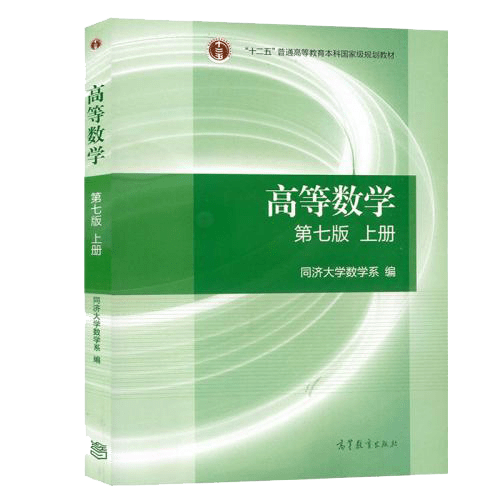 "十二五"普通高等教育本科国家级规划教材
高等数学
第七版 上册
同济大学数学系 编
高等教育出版社
高等数学
第七版 上册
同济大学数学系 编